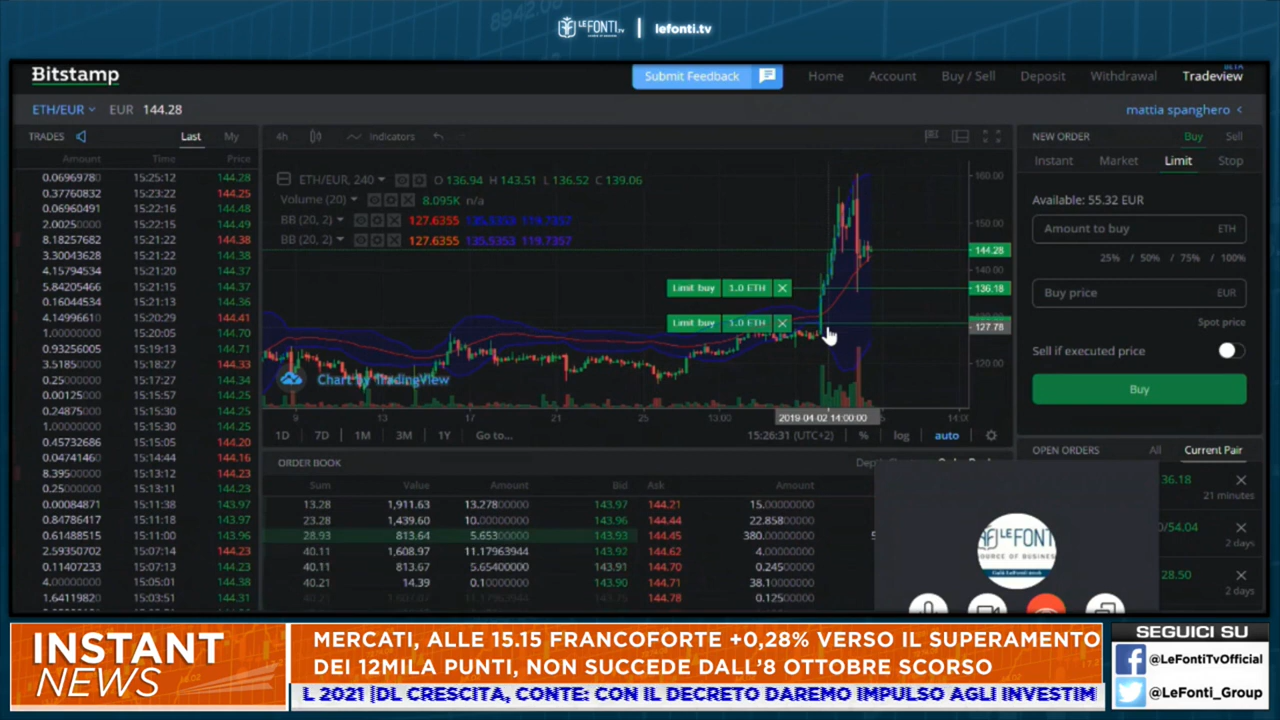 LE FONTI TV | lefonti.tv
Bitstamp
Submit Feedback
Home Account Buy / Sell Deposit Withdrawal Tradeview
BETA
ETH/EUR EUR 144.28
mattia spanghero
TRADES Last My
Amount Time Price
0.06969780 15:25:12 144.28
0.37760832 15:23:22 144.25
0.06960491 15:22:16 144.48
2.00250000 15:22:15 144.49
8.18257682 15:21:22 144.38
3.30043628 15:21:22 144.38
4.15794534 15:21:20 144.37
5.84205466 15:21:20 144.37
0.16044534 15:21:13 144.37
4.14996610 15:20:29 144.41
1.00000000 15:20:05 144.70
0.93256005 15:19:13 144.71
3.51850000 15:18:27 144.33
0.25000000 15:17:27 144.34
0.00125000 15:15:57 144.25
0.24875000 15:15:30 144.25
1.00000000 15:15:30 144.25
0.45732686 15:15:05 144.20
0.04741460 15:14:44 144.16
8.39500000 15:13:12 144.23
0.25000000 15:13:11 144.23
0.00084871 15:11:38 143.97
0.84786417 15:11:18 143.97
0.61488515 15:11:00 143.96
2.59350702 15:07:14 144.23
0.11407233 15:07:13 144.23
4.00000000 15:05:01 144.38
1.64119820 15:03:51 144.31
4h Indicators
ETH/EUR, 240 O 136.94 H 143.51 L 136.52 C 139.06
Volume (20) 8.095K n/a
BB (20, 2) 127.6355 135.5353 119.7357
BB (20, 2) 127.6355 135.5353 119.7357
160.00
150.00
144.28
140.00
136.18
127.78
120.00
Limit buy 1.0 ETH
Limit buy 1.0 ETH
Chart by TradingView
9 13 17 21 25 13:00 2019-04-02 14:00:00 14:0
1D 7D 1M 3M 1Y Go to... 15:26:31 (UTC+2) % log auto
NEW ORDER Buy Sell
Instant Market Limit Stop
Available: 55.32 EUR
Amount to buy ETH
25% / 50% / 75% / 100%
Buy price EUR
Spot price
Sell if executed price
Buy
OPEN ORDERS All Current Pair
36.18
21 minutes
0/54.04
2 days
28.50
2 days
ORDER BOOK
Sum Value Amount Bid Ask Amount
13.28 1,911.63 13.27800000 143.97 144.21 15.00000000
23.28 1,439.60 10.00000000 143.96 144.44 22.85800000
28.93 813.64 5.65300000 143.93 144.45 380.00000000
40.11 1,608.97 11.17963944 143.92 144.62 4.00000000
40.11 813.67 5.65400000 143.91 144.70 0.24500000
40.21 14.39 0.10000000 143.90 144.71 38.10000000
144.78 0.12500000
LE FONTI
SOURCE OF BUSINESS
INSTANT
NEWS
MERCATI, ALLE 15.15 FRANCOFORTE +0,28% VERSO IL SUPERAMENTO
DEI 12MILA PUNTI, NON SUCCEDE DALL'8 OTTOBRE SCORSO
L 2021 |DL CRESCITA, CONTE: CON IL DECRETO DAREMO IMPULSO AGLI INVESTIM
SEGUICI SU
@LeFontiTvOfficial
@LeFonti_Group